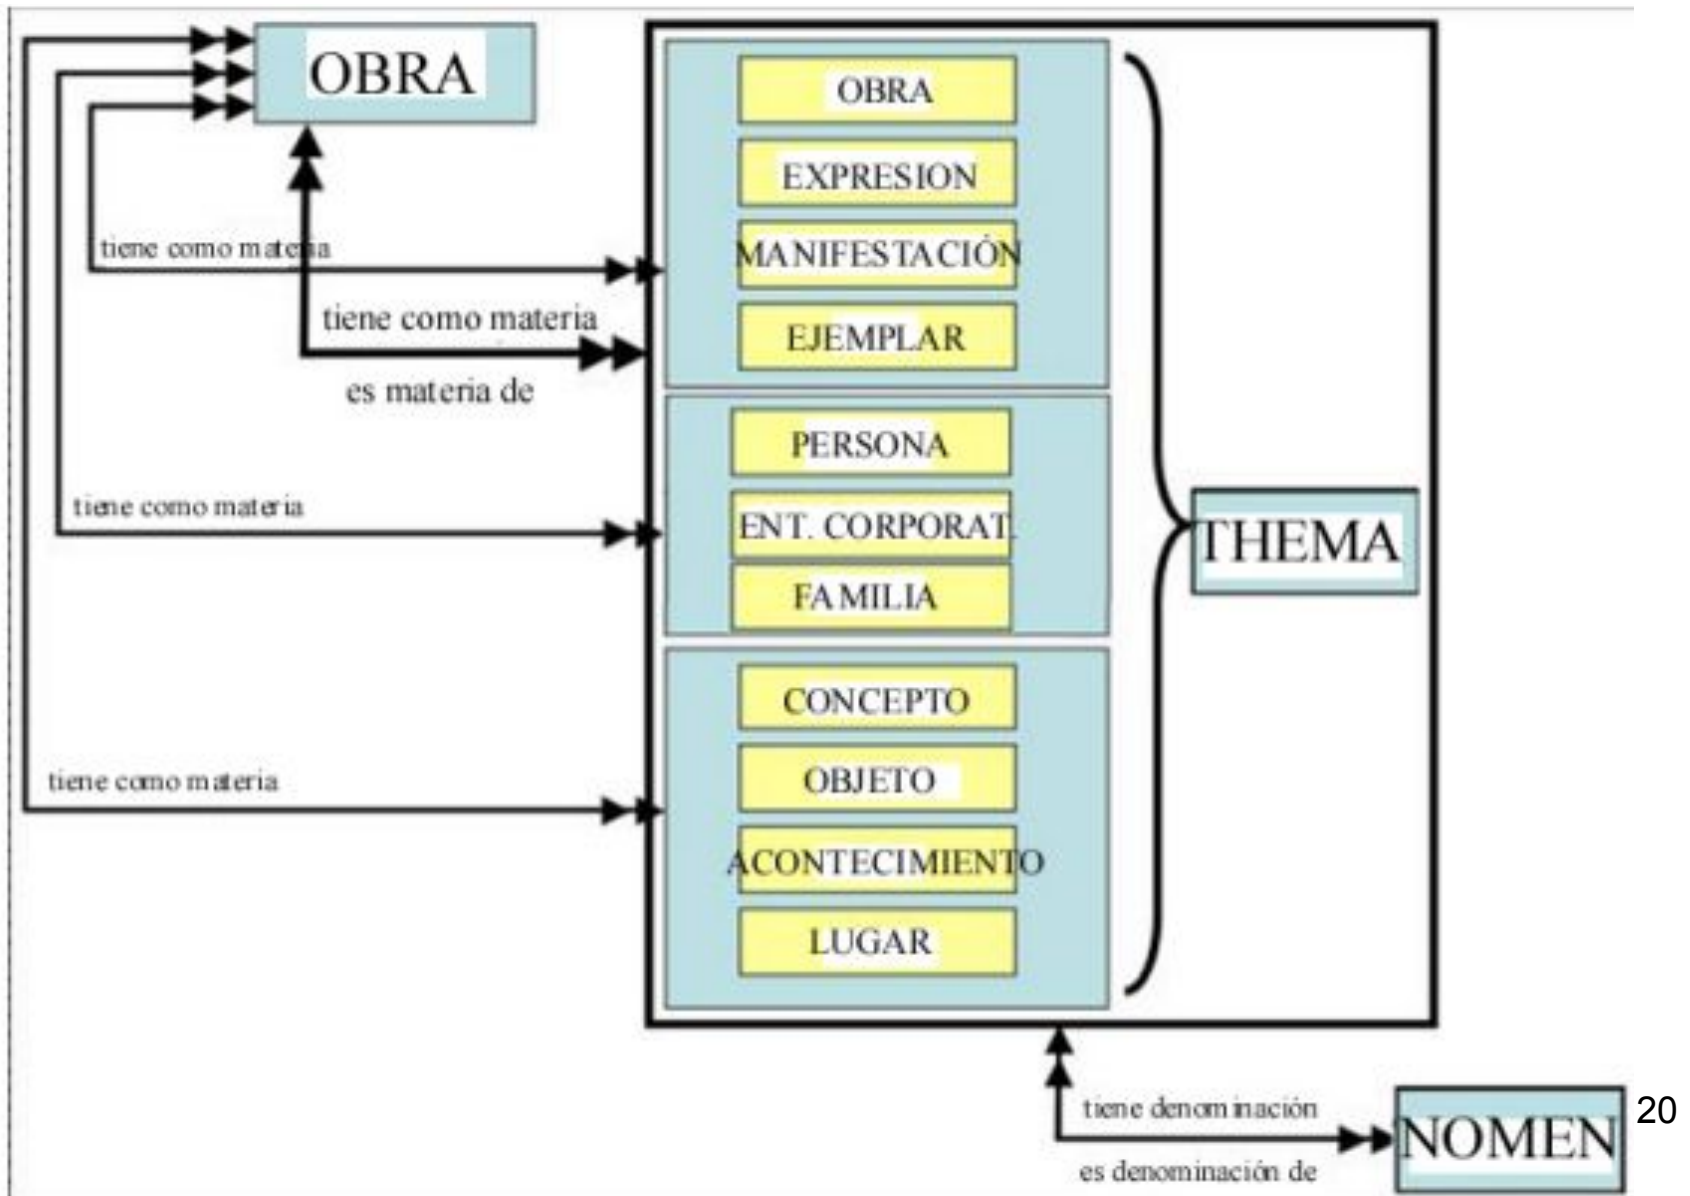 OBRA
OBRA
EXPRESION
tiene como materia
MANIFESTACIÓN
tiene como materia
EJEMPLAR
es materia de
PERSONA
tiene como materia
ENT. CORPORAT.
THEMA
FAMILIA
CONCEPTO
tiene como materia
OBJETO
ACONTECIMIENTO
LUGAR
tiene denominación
20
NOMEN
es denominación de